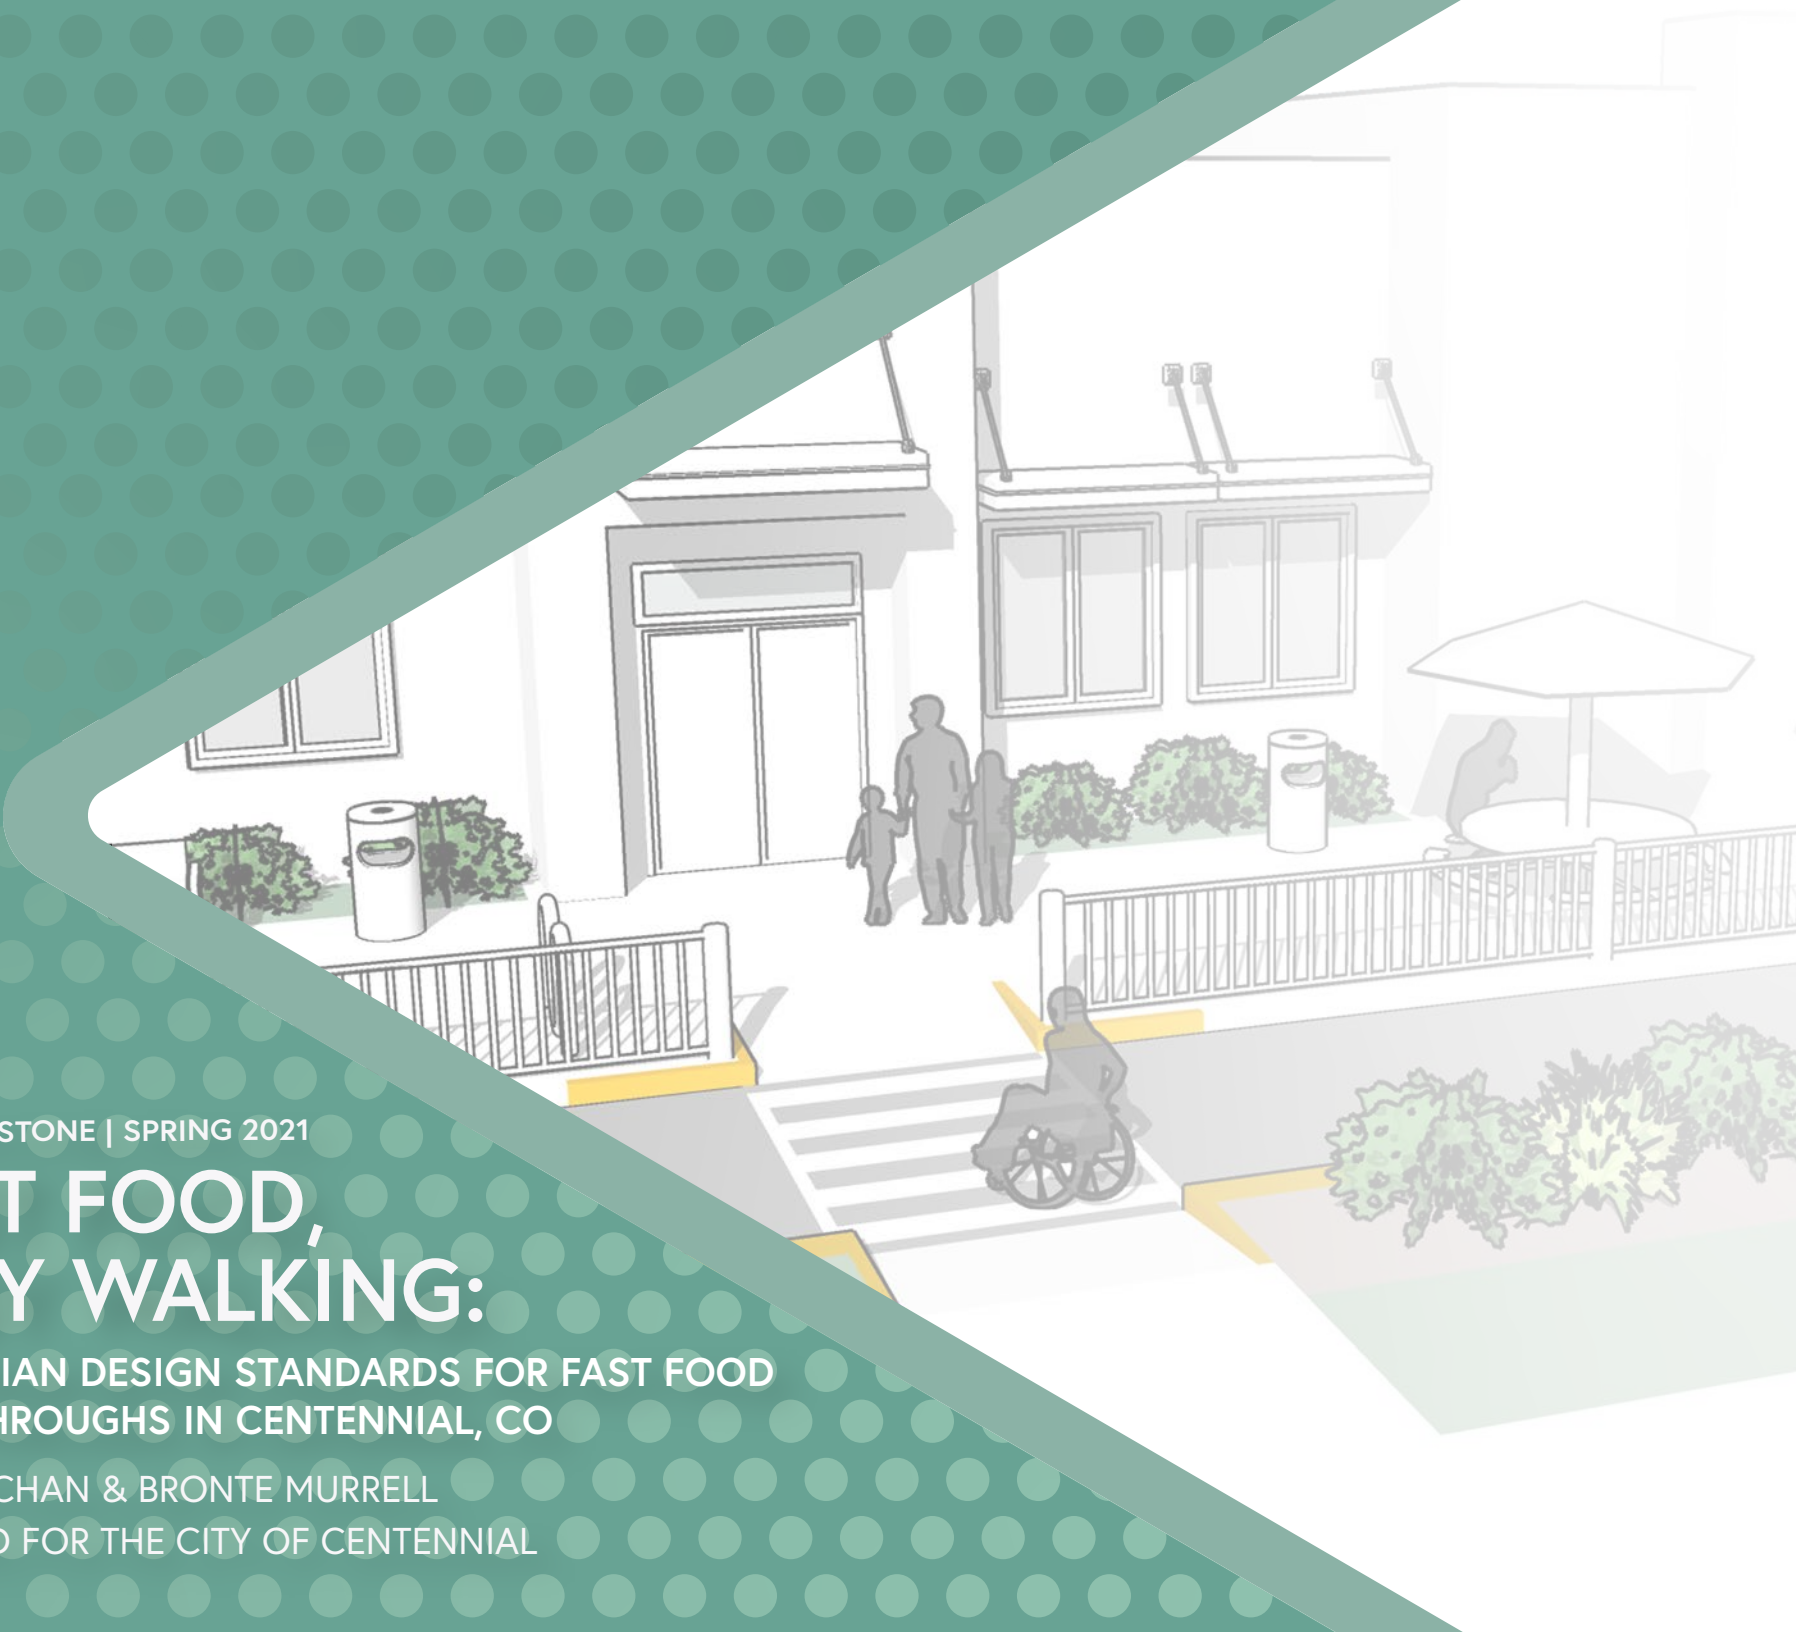 STONE | SPRING 2021
T FOOD,
Y WALKING:
IAN DESIGN STANDARDS FOR FAST FOOD
HROUGHS IN CENTENNIAL, CO
CHAN & BRONTE MURRELL
D FOR THE CITY OF CENTENNIAL